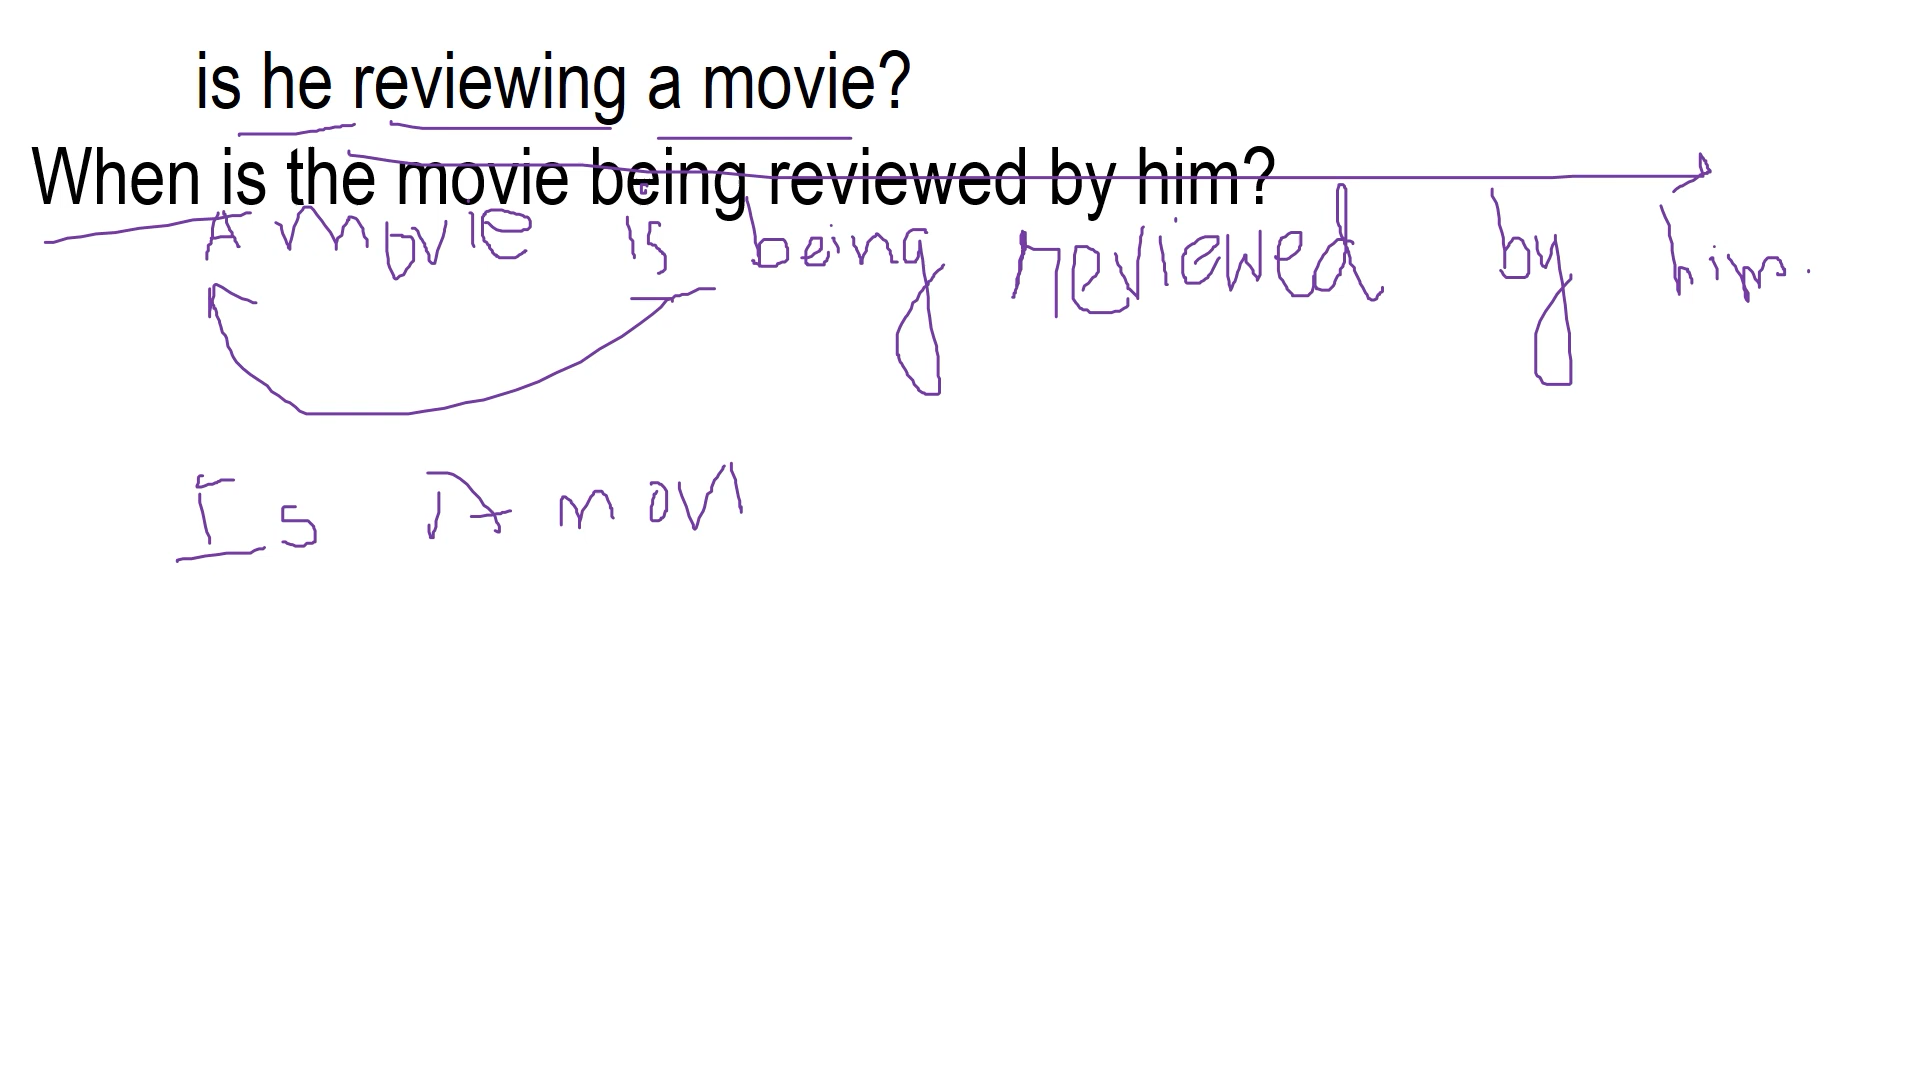 is he reviewing a movie?
When is the movie being reviewed by him?
A movie is being reviewed by him.
Is A movi